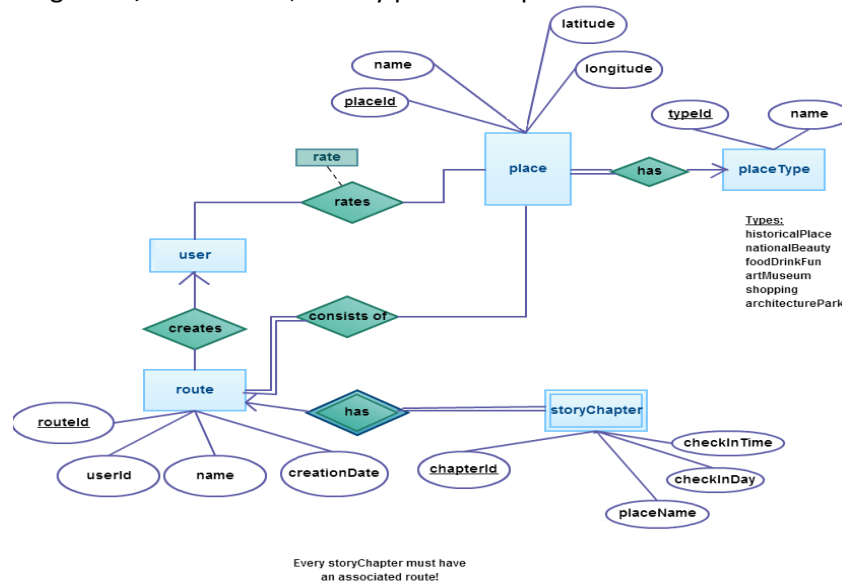 latitude
name
longitude
placeId
typeId
name
rate
place
has
placeType
rates
Types:
historicalPlace
nationalBeauty
foodDrinkFun
artMuseum
shopping
architecturePark
user
consists of
creates
route
has
storyChapter
routeId
checkInTime
userId
name
creationDate
chapterId
checkInDay
placeName
Every storyChapter must have
an associated route!